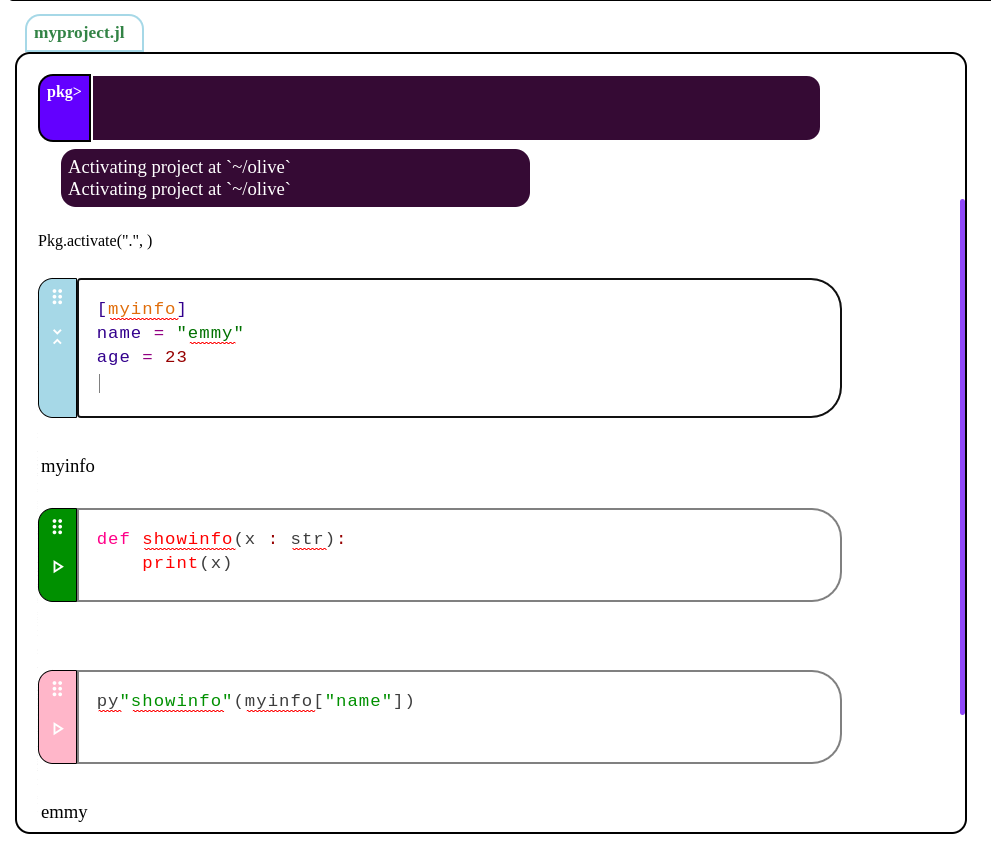 myproject.jl
pkg>
Activating project at `~/olive`
Activating project at `~/olive`
Pkg.activate(".", )
[myinfo]
name = "emmy"
age = 23
myinfo
def showinfo(x : str):
    print(x)
py"showinfo"(myinfo["name"])
emmy